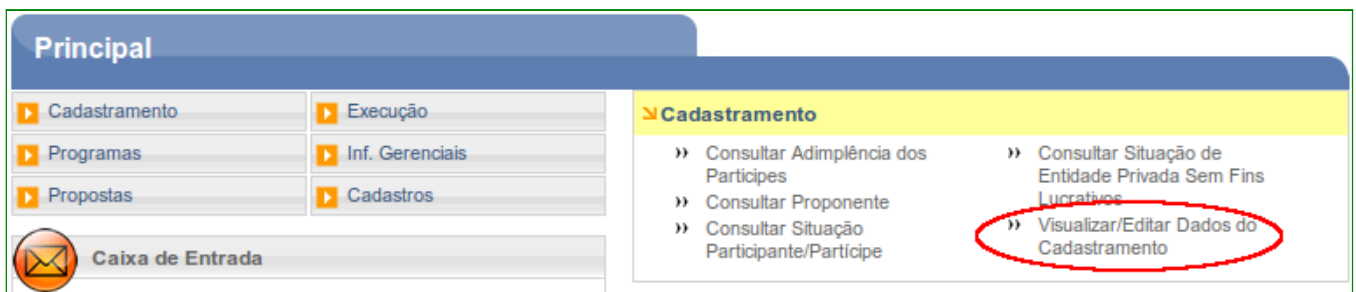 Principal
Cadastramento
Execução
Programas
Inf. Gerenciais
Propostas
Cadastros
Caixa de Entrada
Cadastramento
Consultar Adimplência dos
Participes
Consultar Proponente
Consultar Situação
Participante/Partícipe
Consultar Situação de
Entidade Privada Sem Fins
Lucrativos
Visualizar/Editar Dados do
Cadastramento